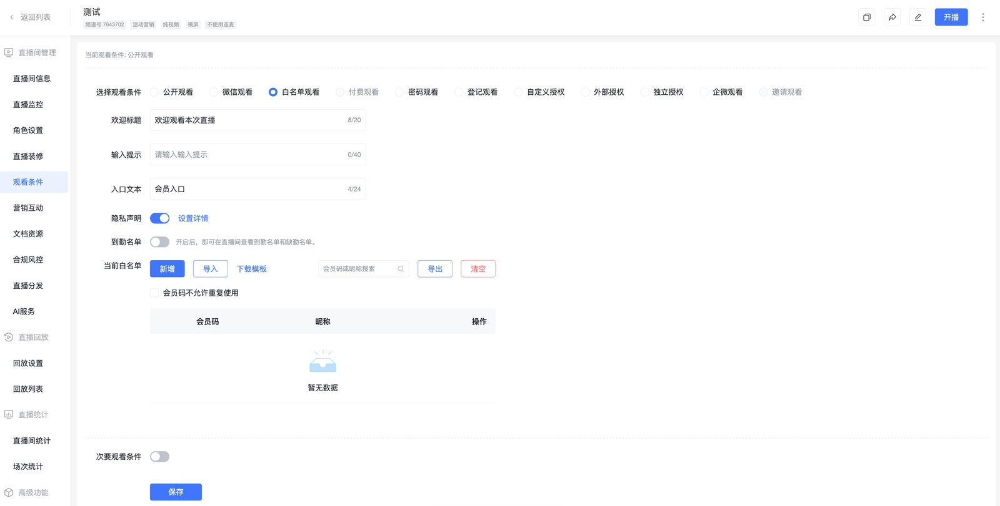 返回列表
测试
频道号 7643702 活动营销 纯视频 横屏 不使用连麦
开播
直播间管理
直播间信息
直播监控
角色设置
直播装修
观看条件
营销互动
文档资源
合规风控
直播分发
AI服务
直播回放
回放设置
回放列表
直播统计
直播间统计
场次统计
高级功能
当前观看条件: 公开观看
选择观看条件 公开观看 微信观看 白名单观看 付费观看 密码观看 登记观看 自定义授权 外部授权 独立授权 企微观看 邀请观看
欢迎标题 欢迎观看本次直播 8/20
输入提示 请输入输入提示 0/40
入口文本 会员入口 4/24
隐私声明 设置详情
到勤名单 开启后，即可在直播间查看到勤名单和缺勤名单。
当前白名单 新增 导入 下载模板 会员码或昵称搜索 导出 清空
会员码不允许重复使用
会员码 昵称 操作
暂无数据
次要观看条件
保存